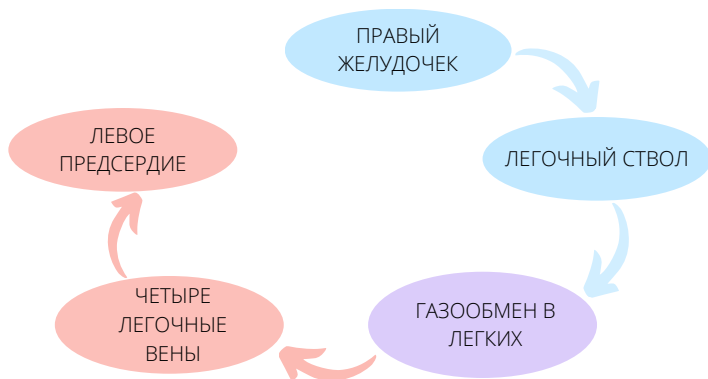 ПРАВЫЙ
ЖЕЛУДОЧЕК
ЛЕГОЧНЫЙ СТВОЛ
ГАЗООБМЕН В
ЛЕГКИХ
ЧЕТЫРЕ
ЛЕГОЧНЫЕ
ВЕНЫ
ЛЕВОЕ
ПРЕДСЕРДИЕ